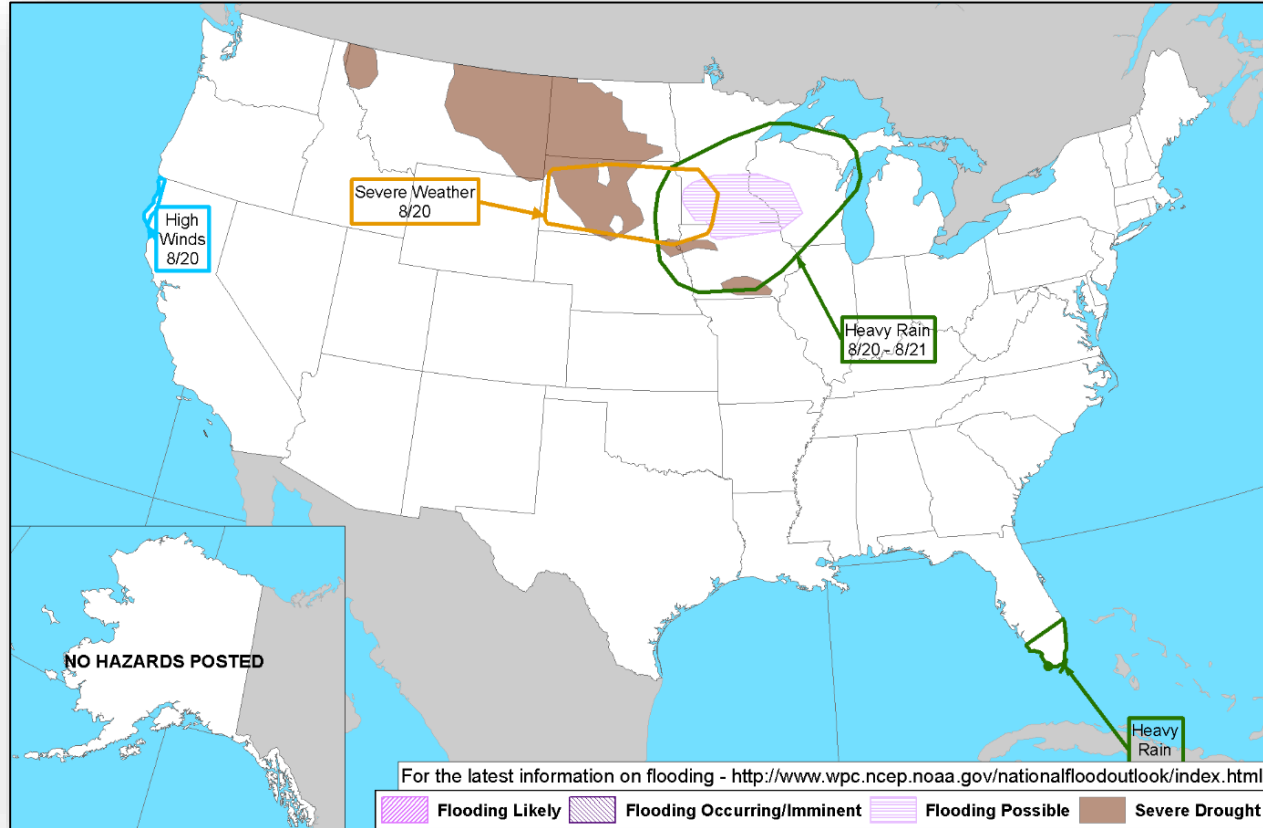 Severe Weather
8/20
High
Winds
8/20
Heavy Rain
8/20 - 8/21
NO HAZARDS POSTED
Heavy
Rain
For the latest information on flooding - http://www.wpc.ncep.noaa.gov/nationalfloodoutlook/index.html
Flooding Likely Flooding Occurring/Imminent Flooding Possible Severe Drought